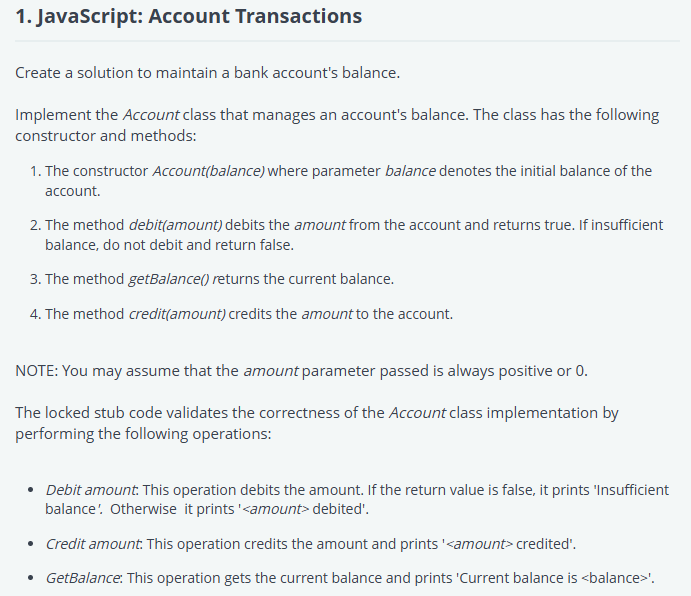 1. JavaScript: Account Transactions
Create a solution to maintain a bank account's balance.
Implement the Account class that manages an account's balance. The class has the following
constructor and methods:
1. The constructor Account(balance) where parameter balance denotes the initial balance of the
account.
2. The method debit(amount) debits the amount from the account and returns true. If insufficient
balance, do not debit and return false.
3. The method getBalance() returns the current balance.
4. The method credit(amount) credits the amount to the account.
NOTE: You may assume that the amount parameter passed is always positive or 0.
The locked stub code validates the correctness of the Account class implementation by
performing the following operations:
• Debit amount: This operation debits the amount. If the return value is false, it prints 'Insufficient
balance'. Otherwise it prints '<amount> debited'.
• Credit amount: This operation credits the amount and prints '<amount> credited'.
• GetBalance: This operation gets the current balance and prints 'Current balance is <balance>'.